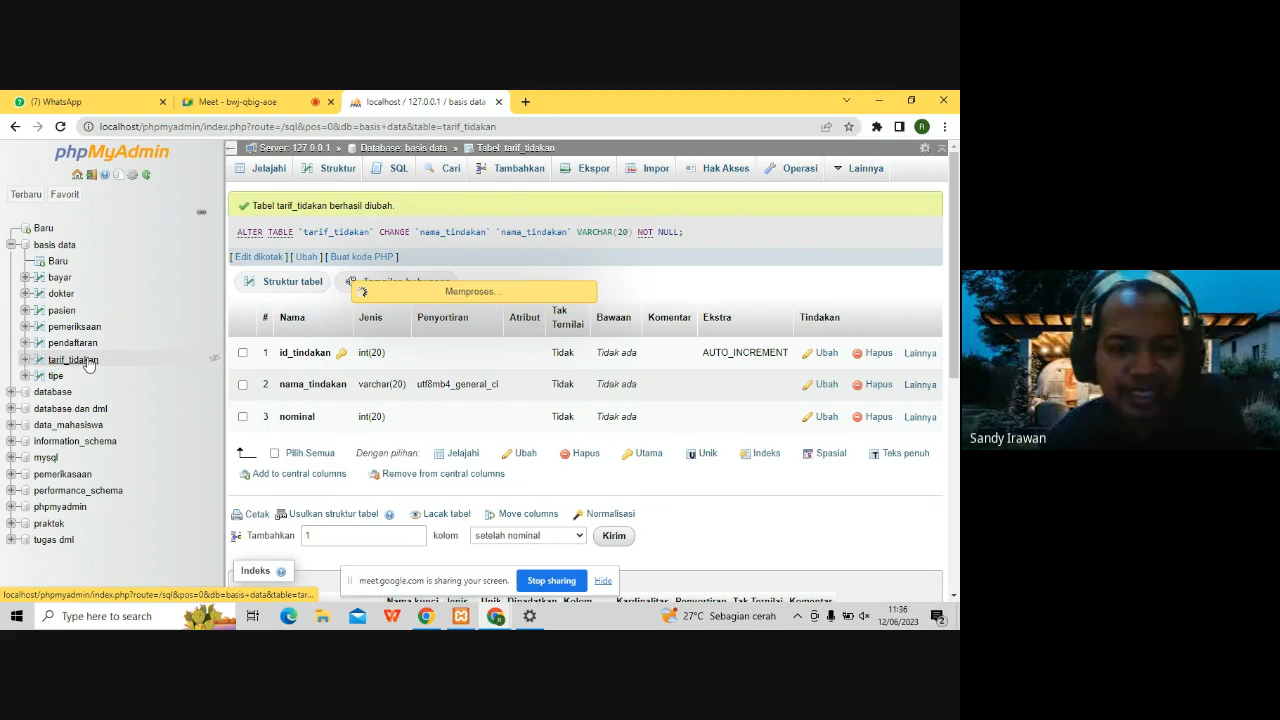 (7) WhatsApp
Meet - bwj-qbig-aoe
localhost / 127.0.0.1 / basis data
localhost/phpmyadmin/index.php?route=/sql&pos=0&db=basis+data&table=tarif_tidakan
R
phpMyAdmin
Terbaru Favorit
Baru
basis data
Baru
bayar
dokter
pasien
pemeriksaan
pendaftaran
tarif_tidakan
tipe
database
database dan dml
data_mahasiswa
information_schema
mysql
pemerikasaan
performance_schema
phpmyadmin
praktek
tugas dml
localhost/phpmyadmin/index.php?route=/sql&pos=0&db=basis+data&table=tar...
Server: 127.0.0.1 » Database: basis data » Tabel: tarif_tidakan
Jelajahi Struktur SQL Cari Tambahkan Ekspor Impor Hak Akses Operasi Lainnya
Tabel tarif_tidakan berhasil diubah.
ALTER TABLE `tarif_tidakan` CHANGE `nama_tindakan` `nama_tindakan` VARCHAR(20) NOT NULL;
[ Edit dikotak ] [ Ubah ] [ Buat kode PHP ]
Struktur tabel
Memproses...
# Nama Jenis Penyortiran Atribut Tak Ternilai Bawaan Komentar Ekstra Tindakan
1 id_tindakan int(20) Tidak Tidak ada AUTO_INCREMENT Ubah Hapus Lainnya
2 nama_tindakan varchar(20) utf8mb4_general_ci Tidak Tidak ada Ubah Hapus Lainnya
3 nominal int(20) Tidak Tidak ada Ubah Hapus Lainnya
Pilih Semua Dengan pilihan: Jelajahi Ubah Hapus Utama Unik Indeks Spasial Teks penuh
Add to central columns Remove from central columns
Cetak Usulkan struktur tabel Lacak tabel Move columns Normalisasi
Tambahkan 1 kolom setelah nominal Kirim
Indeks
meet.google.com is sharing your screen. Stop sharing Hide
Type here to search
27°C Sebagian cerah
11:36
12/06/2023
2
Sandy Irawan